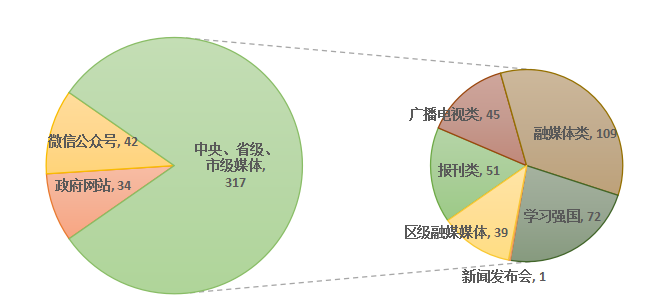 微信公众号, 42
政府网站, 34
中央、省级、
市级媒体,
317
广播电视类, 45
融媒体类, 109
报刊类, 51
区级融媒媒体, 39
学习强国, 72
新闻发布会, 1